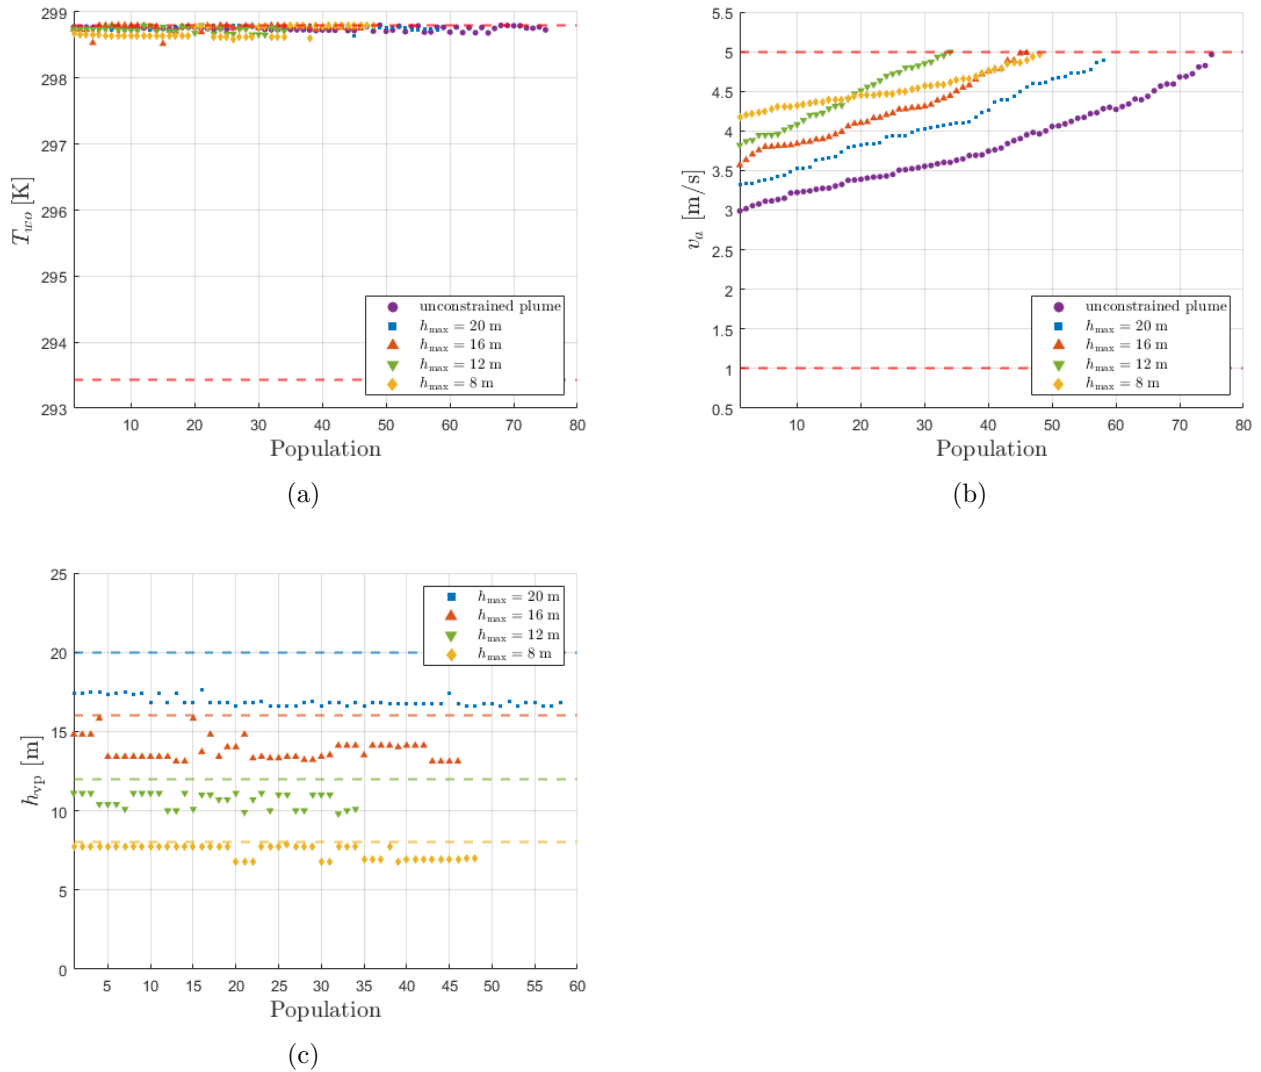 299
298
297
296
295
294
293
T_wo [K]
unconstrained plume
h_max = 20 m
h_max = 16 m
h_max = 12 m
h_max = 8 m
10 20 30 40 50 60 70 80
Population
(a)
5.5
5
4.5
4
3.5
3
2.5
2
1.5
1
0.5
v_a [m/s]
unconstrained plume
h_max = 20 m
h_max = 16 m
h_max = 12 m
h_max = 8 m
10 20 30 40 50 60 70 80
Population
(b)
25
20
15
10
5
0
h_vp [m]
h_max = 20 m
h_max = 16 m
h_max = 12 m
h_max = 8 m
5 10 15 20 25 30 35 40 45 50 55 60
Population
(c)